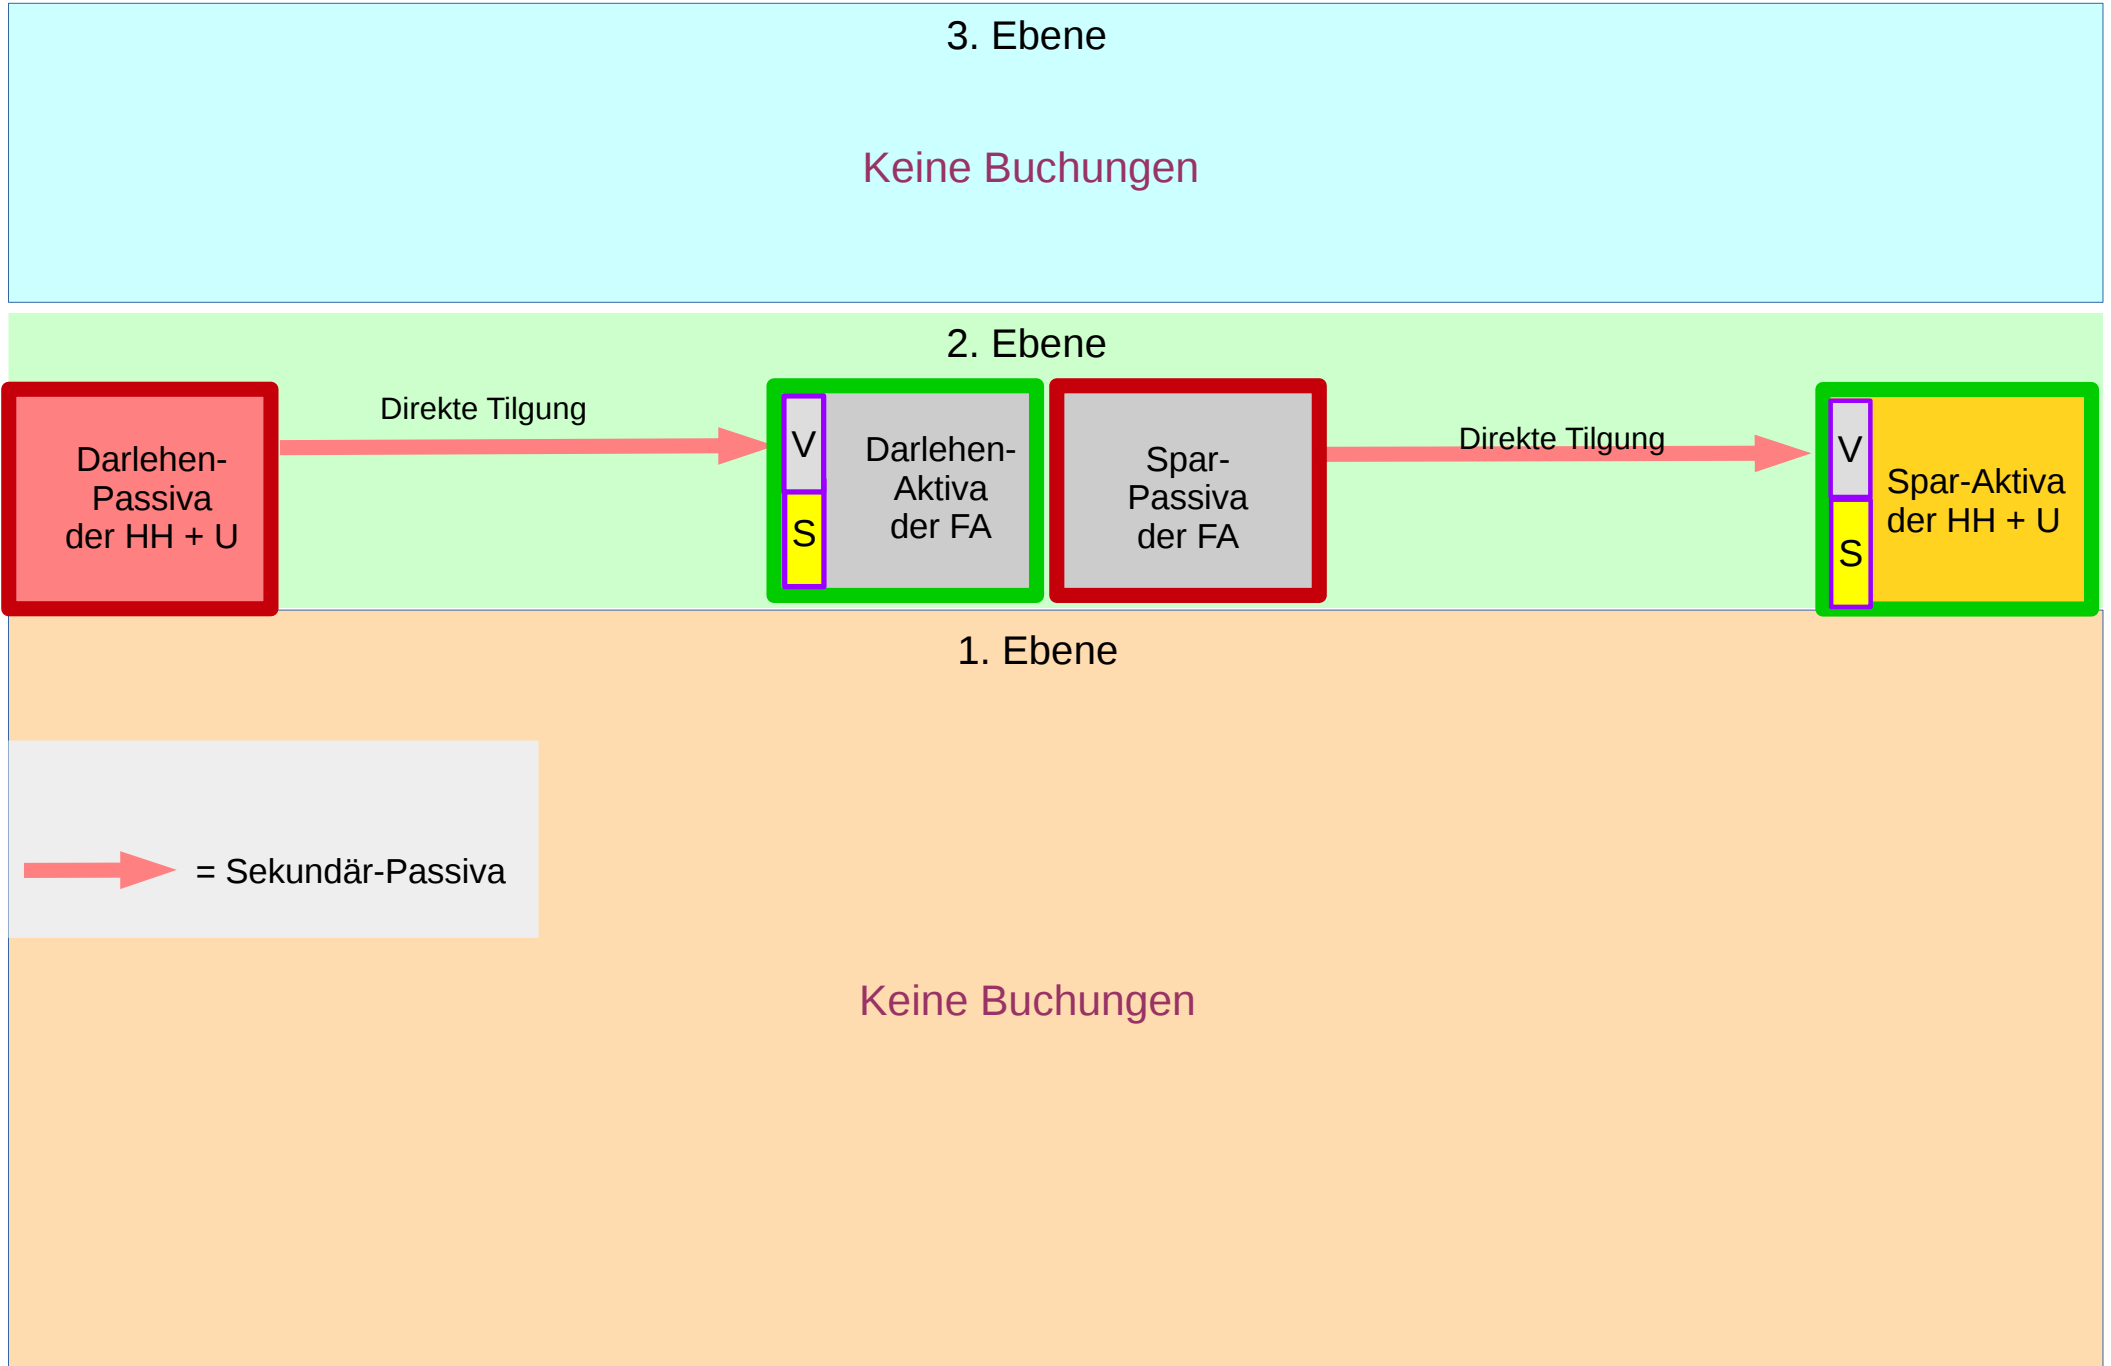 3. Ebene
Keine Buchungen
2. Ebene
Darlehen-
Passiva
der HH + U
Direkte Tilgung
V
S
Darlehen-
Aktiva
der FA
Spar-
Passiva
der FA
Direkte Tilgung
V
S
Spar-Aktiva
der HH + U
1. Ebene
= Sekundär-Passiva
Keine Buchungen